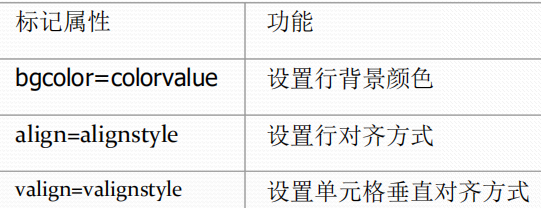 标记属性 功能
bgcolor=colorvalue 设置行背景颜色
align=alignstyle 设置行对齐方式
valign=valignstyle 设置单元格垂直对齐方式